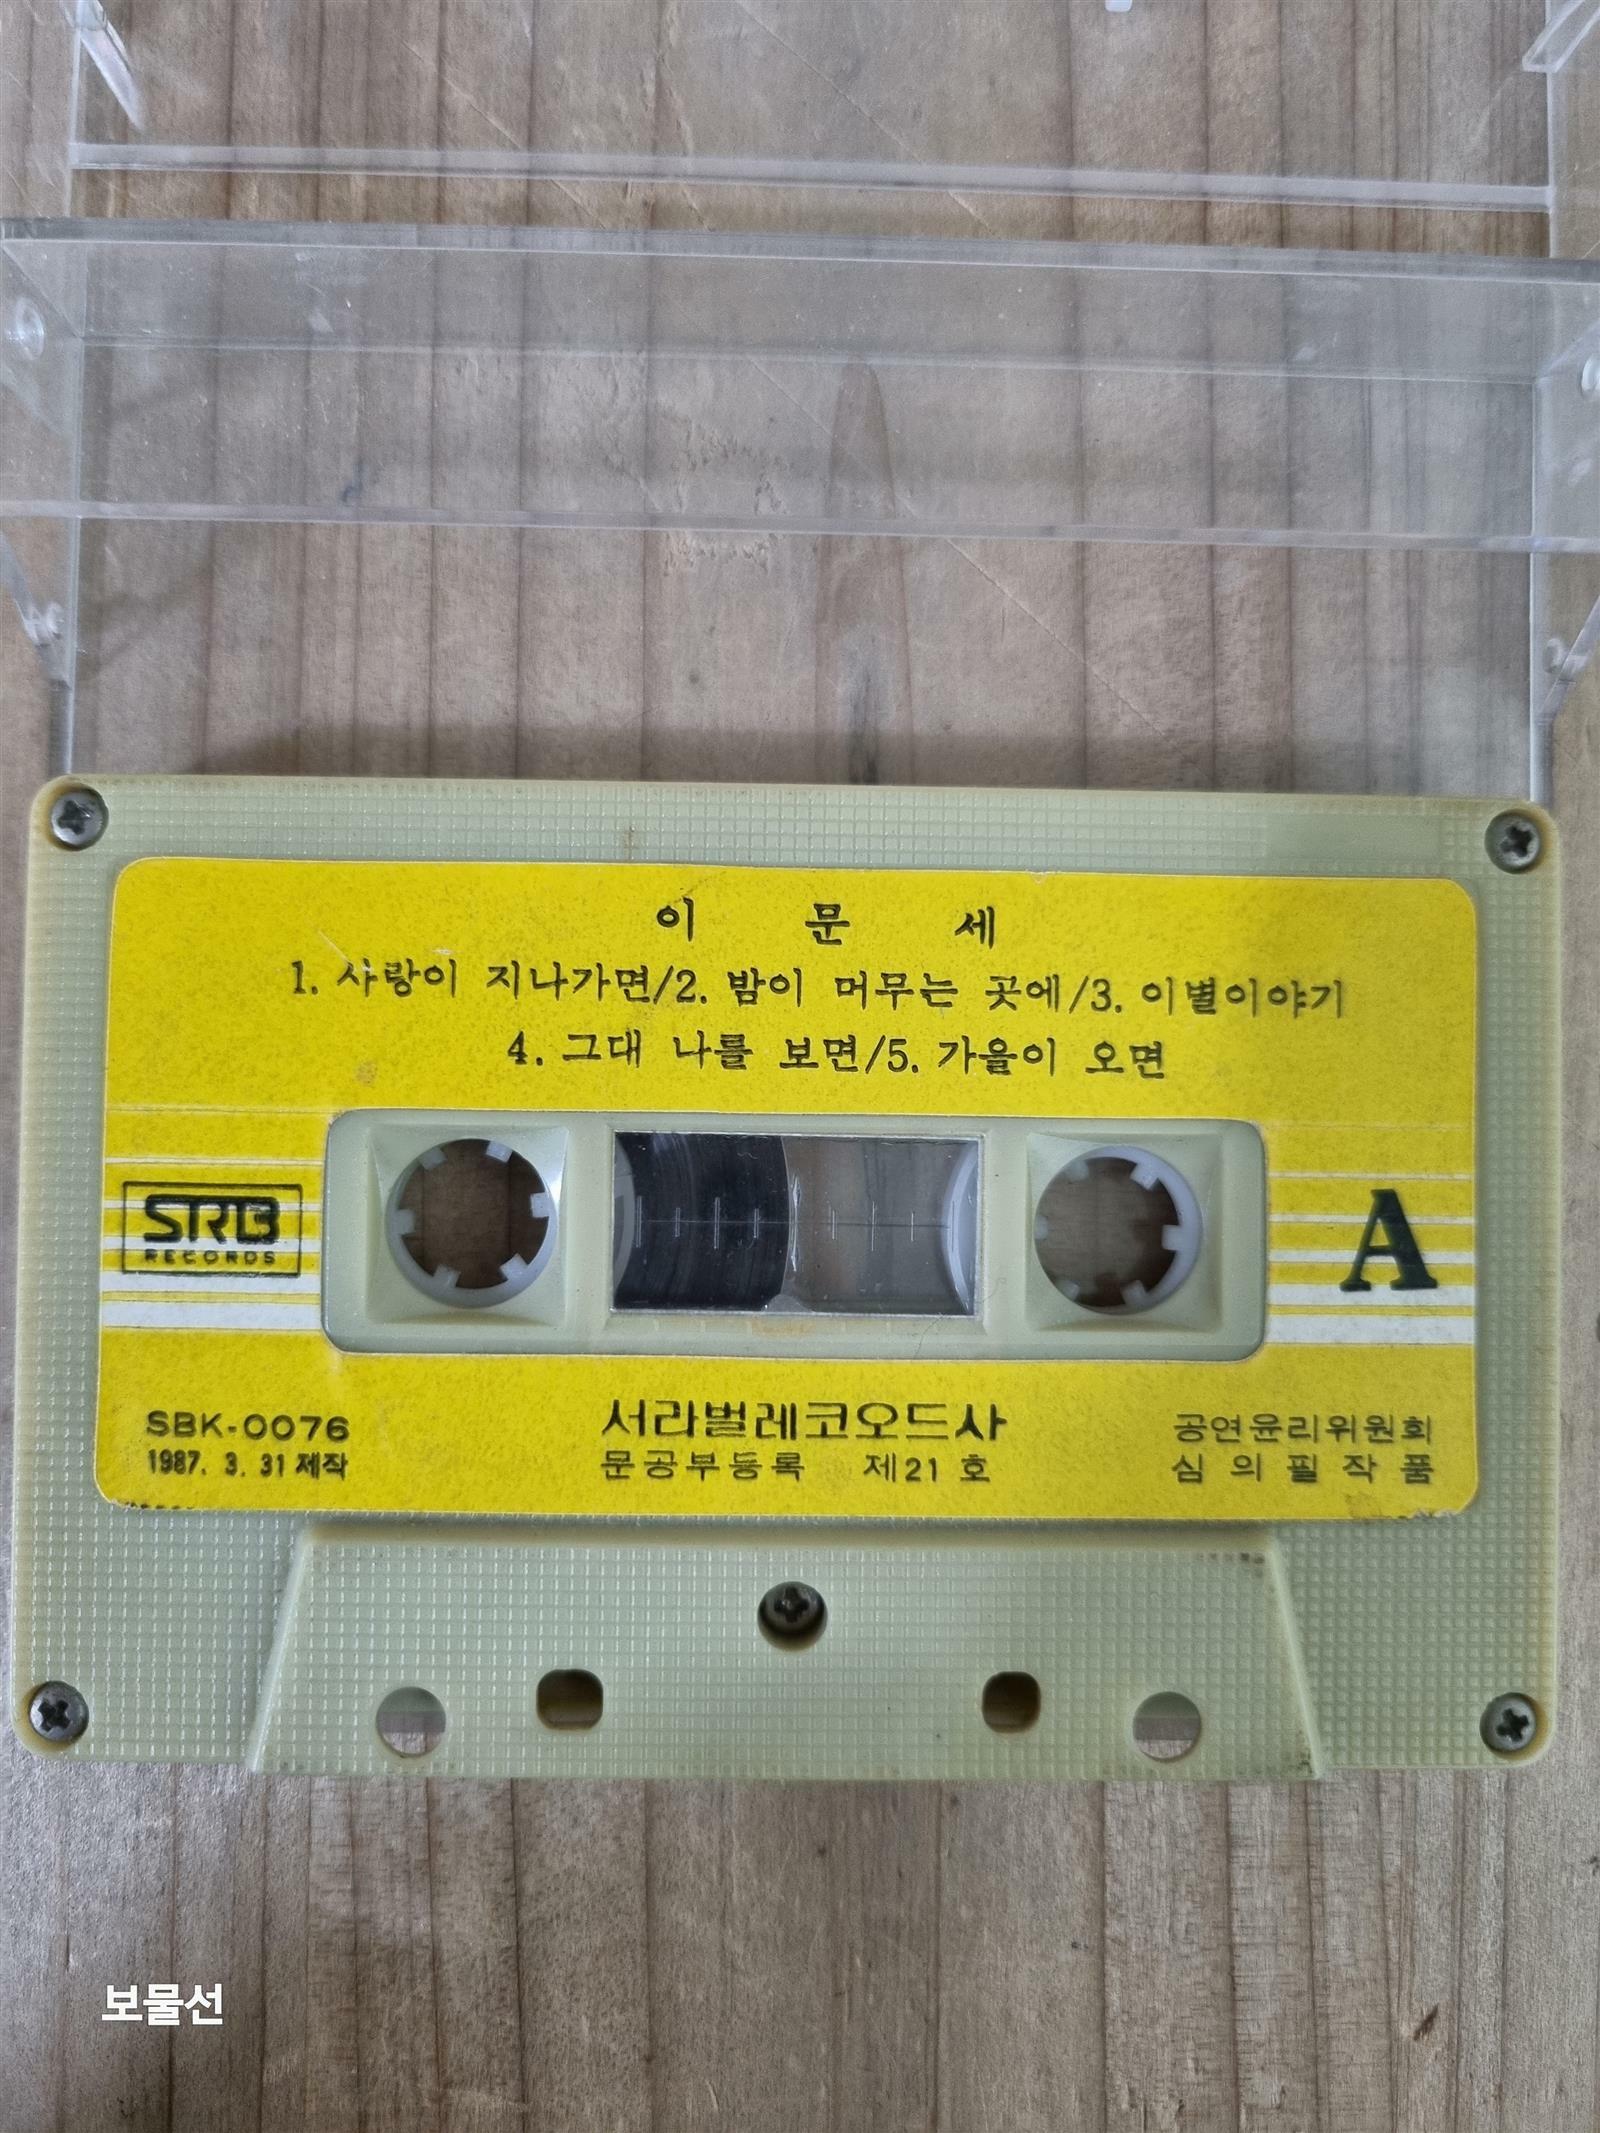 이 문 세
1. 사랑이 지나가면/2. 밤이 머무는 곳에/3. 이별이야기
4. 그대 나를 보면/5. 가을이 오면
SRB
RECORDS
A
SBK-0076
1987. 3. 31 제작
서라벌레코오드사
문공부등록 제21호
공연윤리위원회
심의필작품
보물선